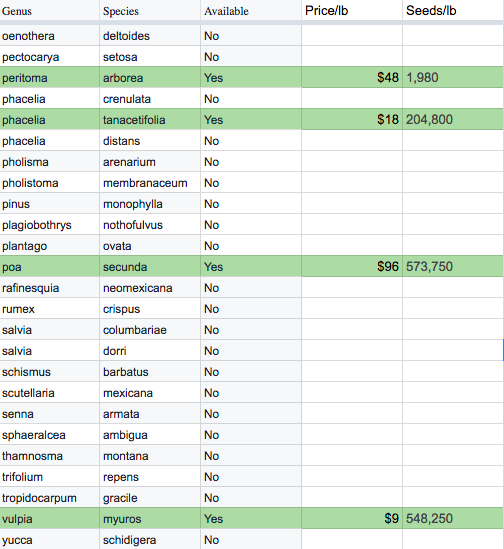 Genus Species Available Price/lb Seeds/lb
oenothera deltoides No
pectocarya setosa No
peritoma arborea Yes $48 1,980
phacelia crenulata No
phacelia tanacetifolia Yes $18 204,800
phacelia distans No
pholisma arenarium No
pholistoma membranaceum No
pinus monophylla No
plagiobothrys nothofulvus No
plantago ovata No
poa secunda Yes $96 573,750
rafinesquia neomexicana No
rumex crispus No
salvia columbariae No
salvia dorri No
schismus barbatus No
scutellaria mexicana No
senna armata No
sphaeralcea ambigua No
thamnosma montana No
trifolium repens No
tropidocarpum gracile No
vulpia myuros Yes $9 548,250
yucca schidigera No